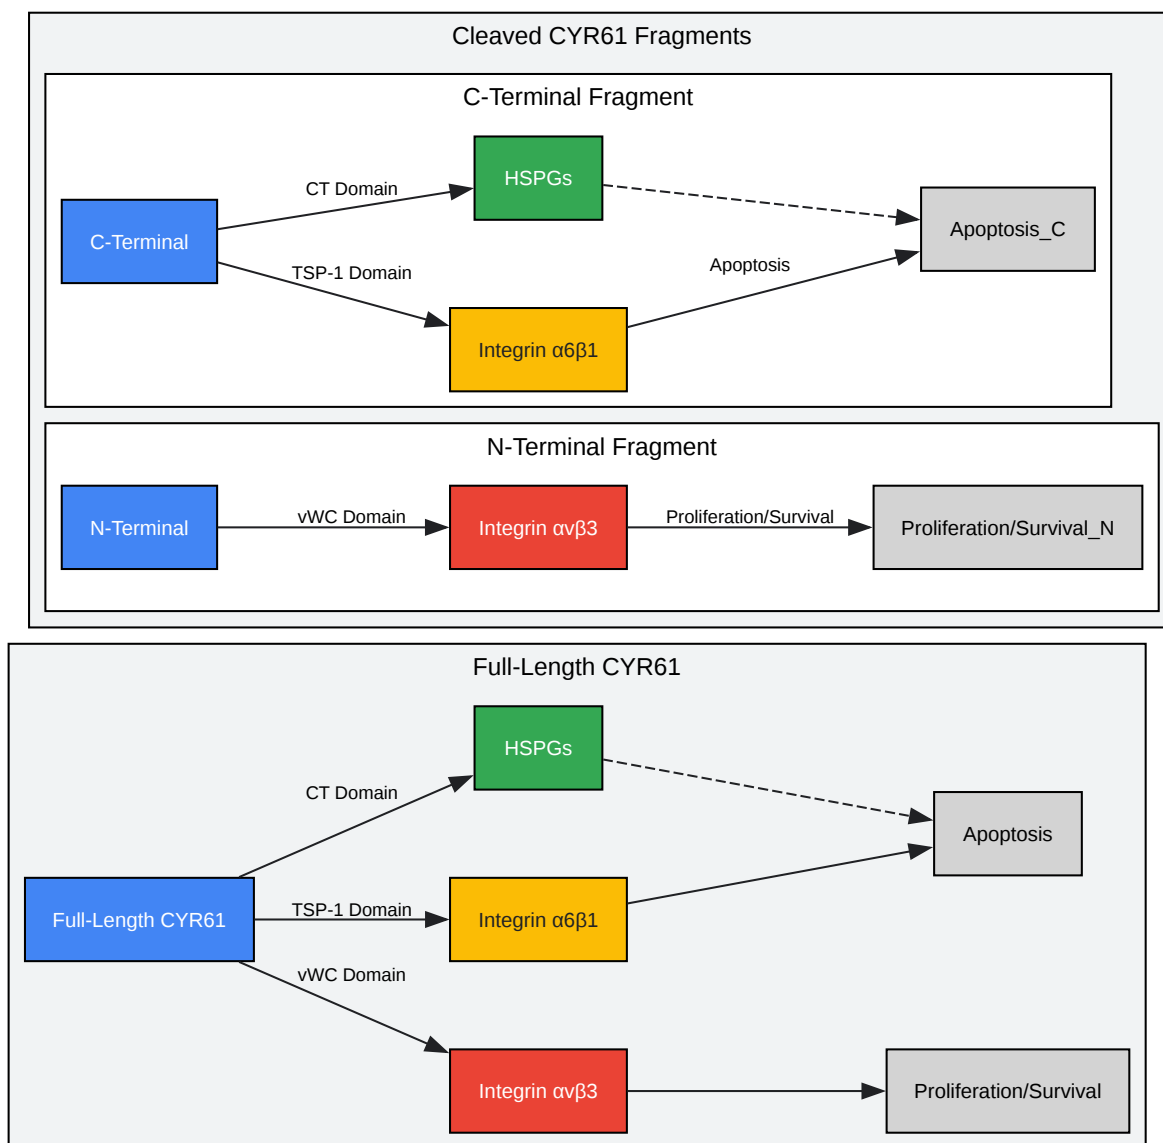 Cleaved CYR61 Fragments
C-Terminal Fragment
CT Domain
HSPGs
C-Terminal
Apoptosis_C
TSP-1 Domain
Apoptosis
Integrin α6β1
N-Terminal Fragment
N-Terminal
vWC Domain
Integrin αvβ3
Proliferation/Survival
Proliferation/Survival_N
Full-Length CYR61
HSPGs
CT Domain
Apoptosis
Full-Length CYR61
TSP-1 Domain
Integrin α6β1
vWC Domain
Integrin αvβ3
Proliferation/Survival